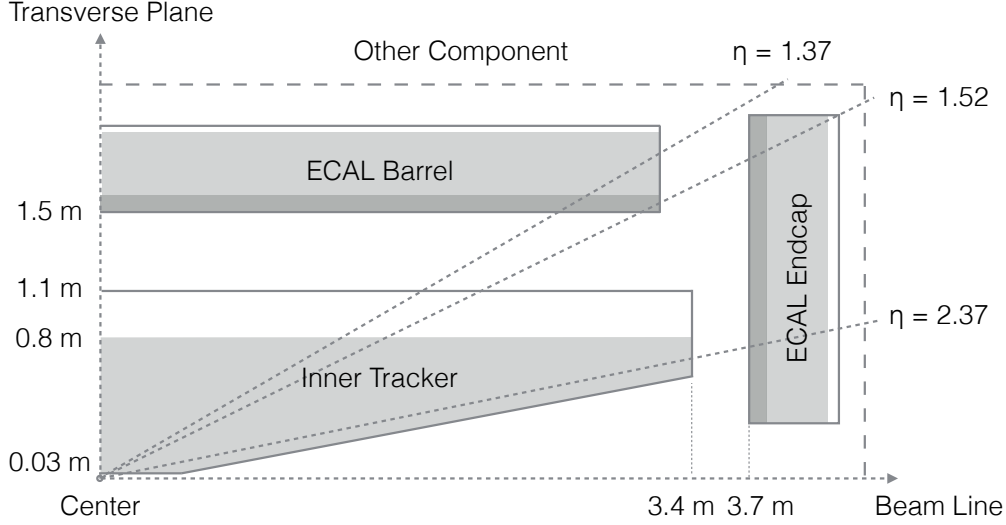 Transverse Plane
Other Component
η = 1.37
η = 1.52
ECAL Barrel
1.5 m
ECAL Endcap
1.1 m
η = 2.37
0.8 m
Inner Tracker
0.03 m
Center
3.4 m
3.7 m
Beam Line